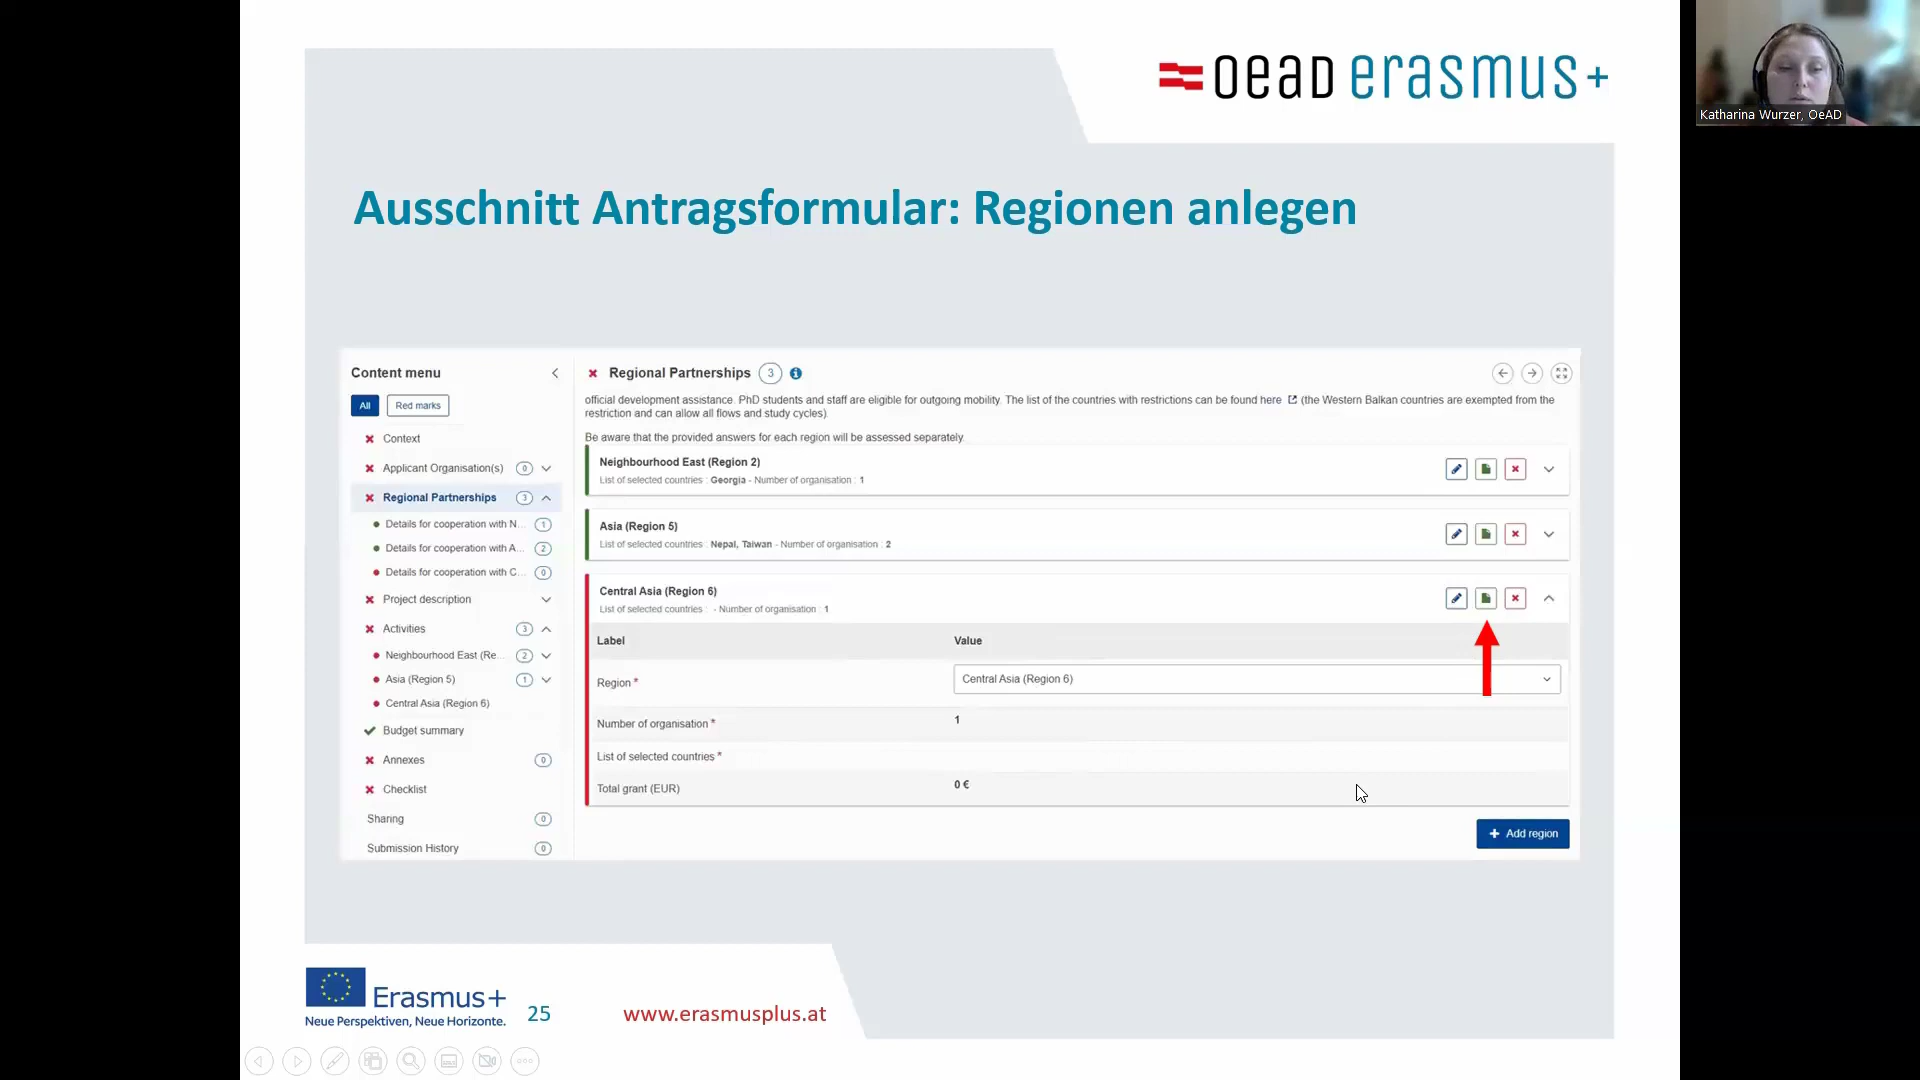 oead erasmus+
Katharina Wurzer, OeAD
Ausschnitt Antragsformular: Regionen anlegen
Content menu
All
Red marks
Context
Applicant Organisation(s) 0
Regional Partnerships 3
Details for cooperation with N... 1
Details for cooperation with A... 2
Details for cooperation with C... 0
Project description
Activities 3
Neighbourhood East (Re... 2
Asia (Region 5) 1
Central Asia (Region 6)
Budget summary
Annexes 0
Checklist
Sharing 0
Submission History 0
Regional Partnerships 3
official development assistance. PhD students and staff are eligible for outgoing mobility. The list of the countries with restrictions can be found here (the Western Balkan countries are exempted from the
restriction and can allow all flows and study cycles).
Be aware that the provided answers for each region will be assessed separately.
Neighbourhood East (Region 2)
List of selected countries : Georgia - Number of organisation : 1
Asia (Region 5)
List of selected countries : Nepal, Taiwan - Number of organisation : 2
Central Asia (Region 6)
List of selected countries : - Number of organisation : 1
Label Value
Region * Central Asia (Region 6)
Number of organisation * 1
List of selected countries *
Total grant (EUR) 0 €
+ Add region
Erasmus+
Neue Perspektiven, Neue Horizonte.
25
www.erasmusplus.at